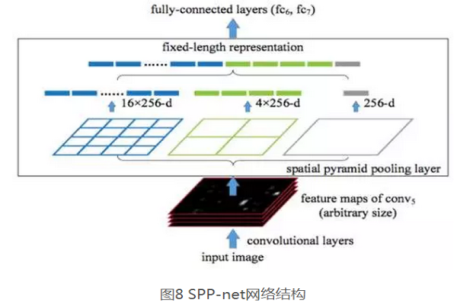 fully-connected layers (fc₆, fc₇)
fixed-length representation
16×256-d
4×256-d
256-d
spatial pyramid pooling layer
feature maps of conv₅
(arbitrary size)
convolutional layers
input image
图8 SPP-net网络结构